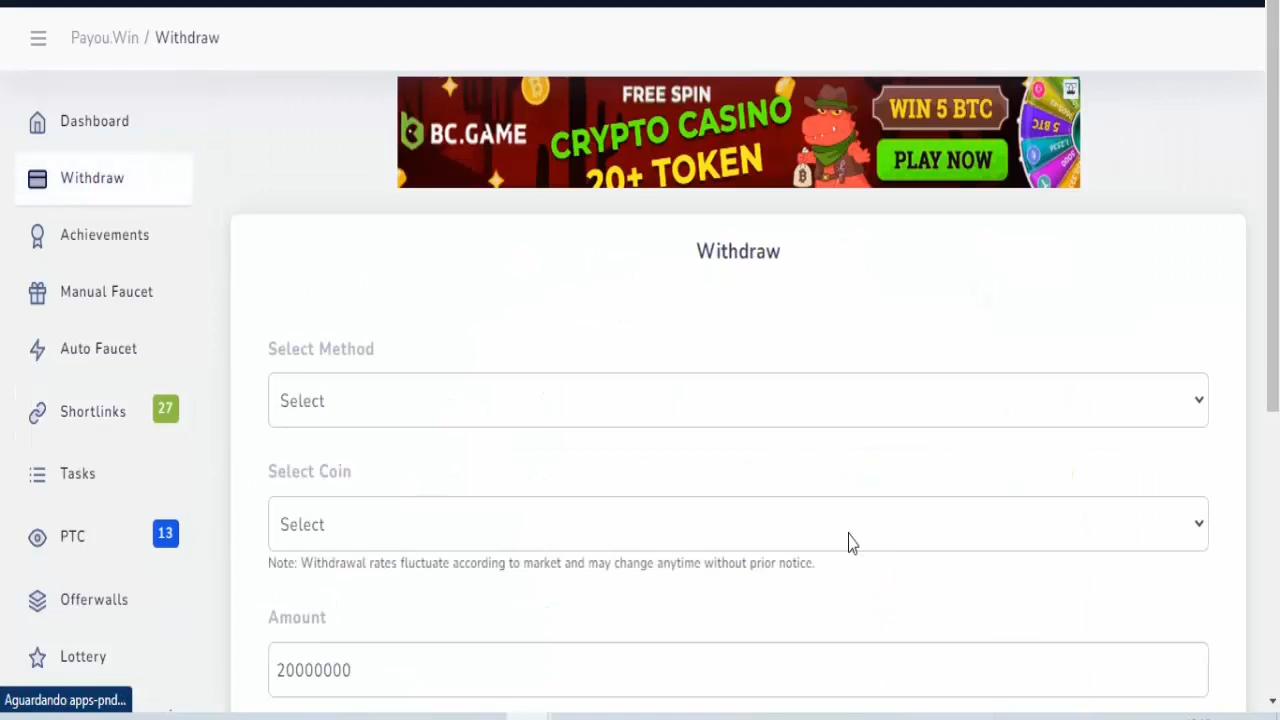 Payou.Win / Withdraw
FREE SPIN
BC.GAME
CRYPTO CASINO
20+ TOKEN
WIN 5 BTC
PLAY NOW
5 BTC
Dashboard
Withdraw
Achievements
Manual Faucet
Auto Faucet
Shortlinks
27
Tasks
PTC
13
Offerwalls
Lottery
Withdraw
Select Method
Select
Select Coin
Select
Note: Withdrawal rates fluctuate according to market and may change anytime without prior notice.
Amount
20000000
Aguardando apps-pnd...